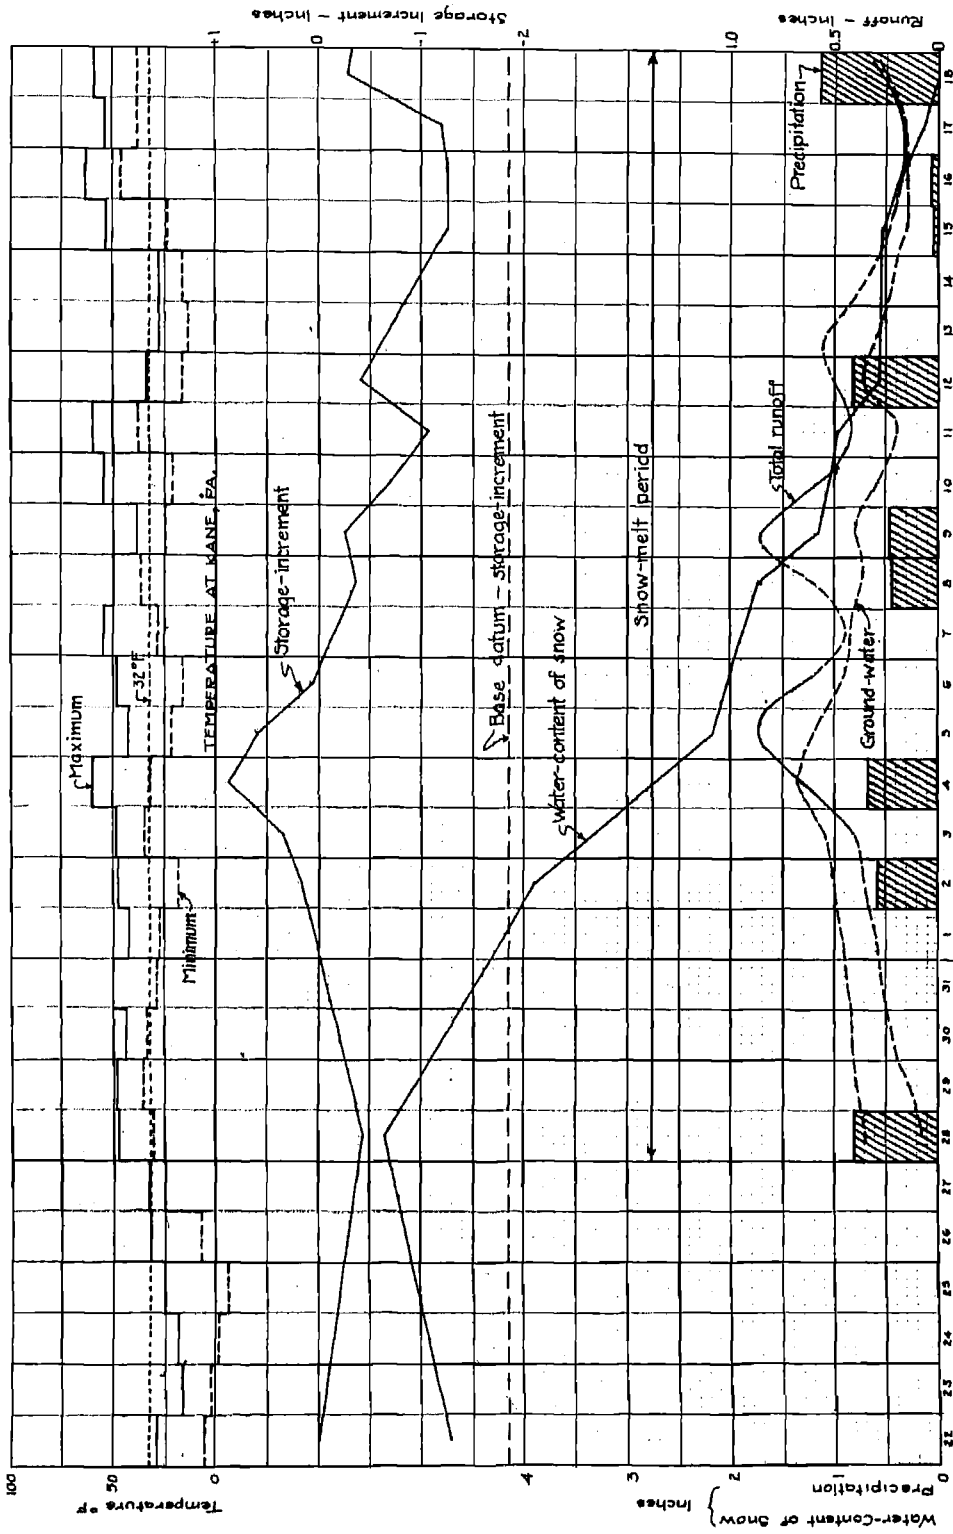 Temperature °F
100
50
0
Water-Content of Snow
Precipitation
Inches
4
3
2
1
0
Maximum
32°F
Minimum
TEMPERATURE AT KANE, PA.
Storage-increment
Base datum - storage-increment
Snow-melt period
Water-content of snow
Total runoff
Ground-water
Precipitation
22 23 24 25 26 27 28 29 30 31 1 2 3 4 5 6 7 8 9 10 11 12 13 14 15 16 17 18
Storage Increment - Inches
+1
0
-1
-2
Runoff - Inches
1.0
0.5
0